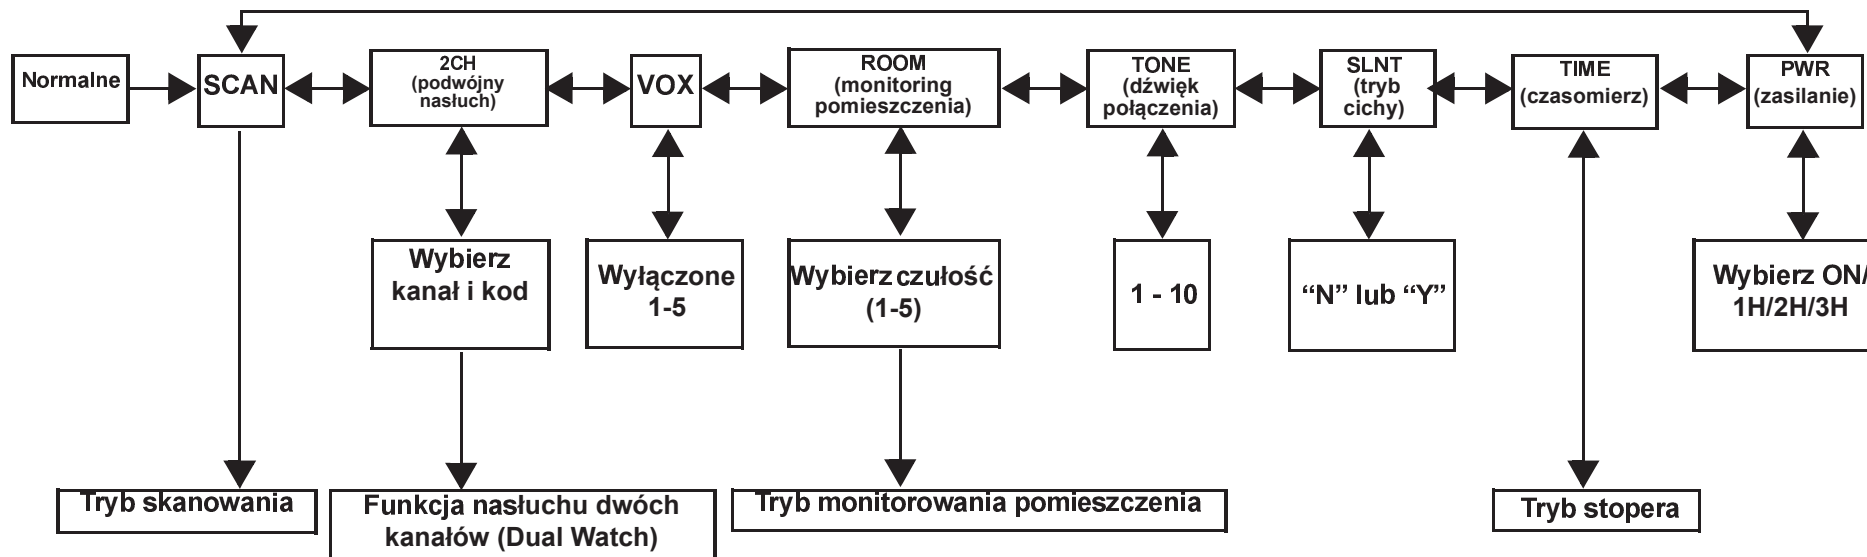 Normalne
SCAN
2CH
(podwójny
nasłuch)
VOX
ROOM
(monitoring
pomieszczenia)
TONE
(dźwięk
połączenia)
SLNT
(tryb
cichy)
TIME
(czasomierz)
PWR
(zasilanie)
Wybierz
kanał i kod
Wyłączone
1-5
Wybierz czułość
(1-5)
1 - 10
“N” lub “Y”
Wybierz ON/
1H/2H/3H
Tryb skanowania
Funkcja nasłuchu dwóch
kanałów (Dual Watch)
Tryb monitorowania pomieszczenia
Tryb stopera